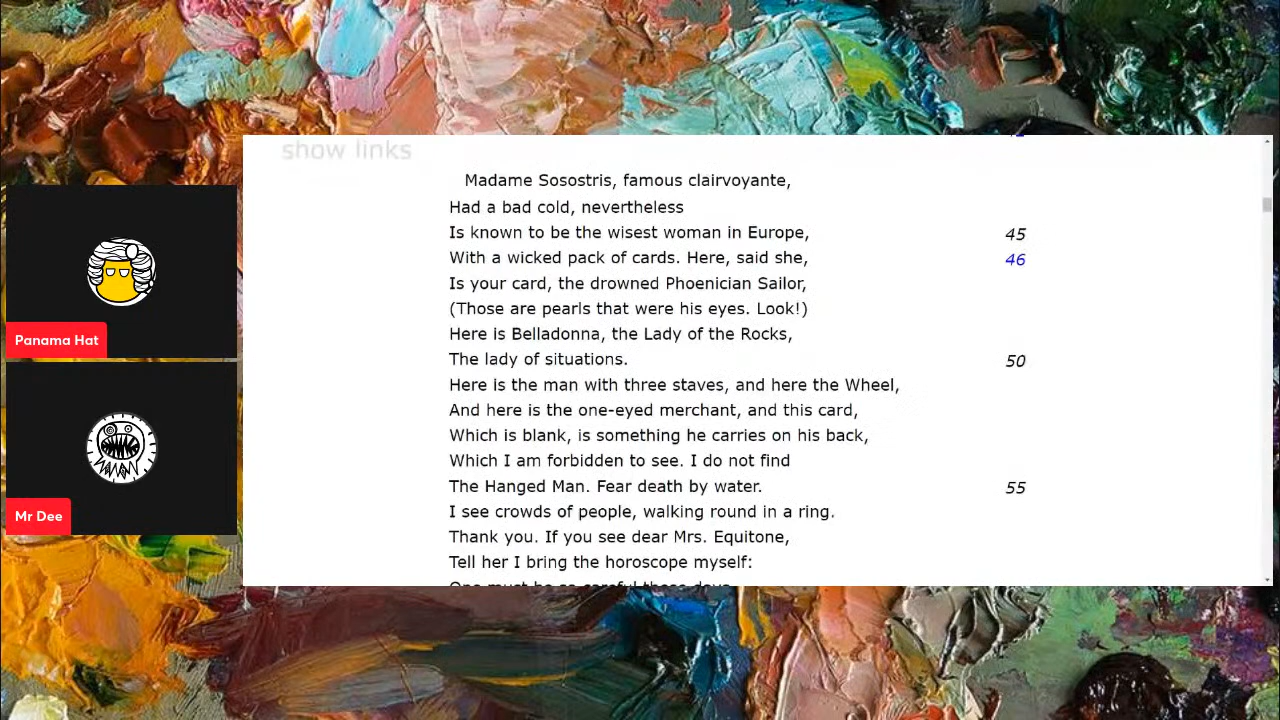 show links
Madame Sosostris, famous clairvoyante,
Had a bad cold, nevertheless
Is known to be the wisest woman in Europe, 45
With a wicked pack of cards. Here, said she, 46
Is your card, the drowned Phoenician Sailor,
(Those are pearls that were his eyes. Look!)
Here is Belladonna, the Lady of the Rocks,
The lady of situations. 50
Here is the man with three staves, and here the Wheel,
And here is the one-eyed merchant, and this card,
Which is blank, is something he carries on his back,
Which I am forbidden to see. I do not find
The Hanged Man. Fear death by water. 55
I see crowds of people, walking round in a ring.
Thank you. If you see dear Mrs. Equitone,
Tell her I bring the horoscope myself:
Panama Hat
Mr Dee